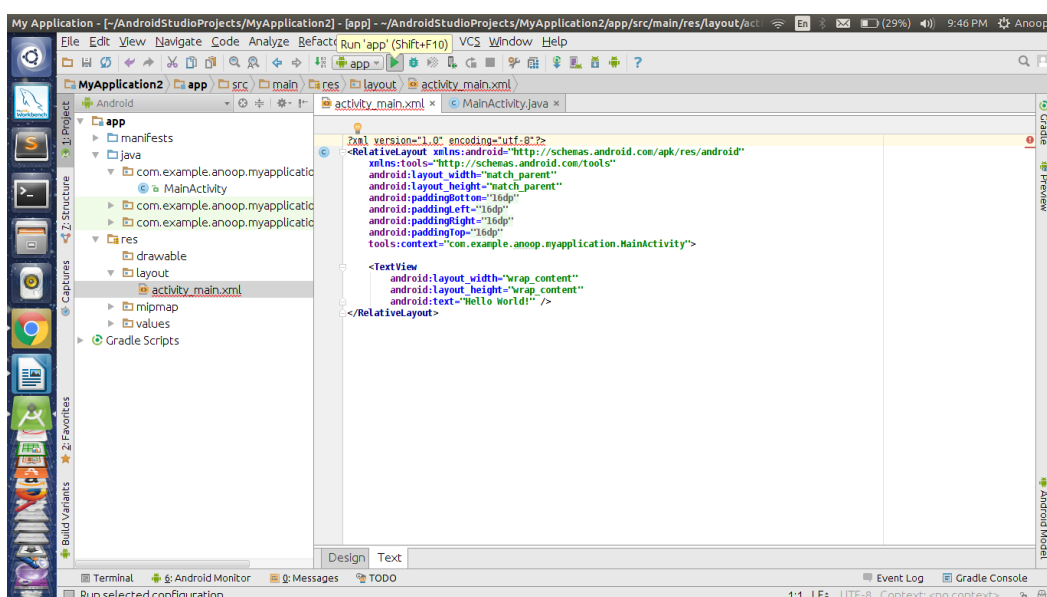 My Application - [~/AndroidStudioProjects/MyApplication2] - [app] - ~/AndroidStudioProjects/MyApplication2/app/src/main/res/layout/acti En (29%) 9:46 PM Anoop
File Edit View Navigate Code Analyze Refact Run 'app' (Shift+F10) VCS Window Help
app
MyApplication2 app src main res layout activity_main.xml
Android activity_main.xml MainActivity.java
1: Project
Z: Structure
Captures
2: Favorites
Build Variants
app
manifests
java
com.example.anoop.myapplicatio
MainActivity
com.example.anoop.myapplicatio
com.example.anoop.myapplicatio
res
drawable
layout
activity_main.xml
mipmap
values
Gradle Scripts
?xml version="1.0" encoding="utf-8"?>
<RelativeLayout xmlns:android="http://schemas.android.com/apk/res/android"
xmlns:tools="http://schemas.android.com/tools"
android:layout_width="match_parent"
android:layout_height="match_parent"
android:paddingBottom="16dp"
android:paddingLeft="16dp"
android:paddingRight="16dp"
android:paddingTop="16dp"
tools:context="com.example.anoop.myapplication.MainActivity">
<TextView
android:layout_width="wrap_content"
android:layout_height="wrap_content"
android:text="Hello World!" />
</RelativeLayout>
Gradle
Preview
Android Model
Design Text
Terminal 6: Android Monitor 0: Messages TODO Event Log Gradle Console
Run selected configuration 1:1 UTF-8 Context: <no context>